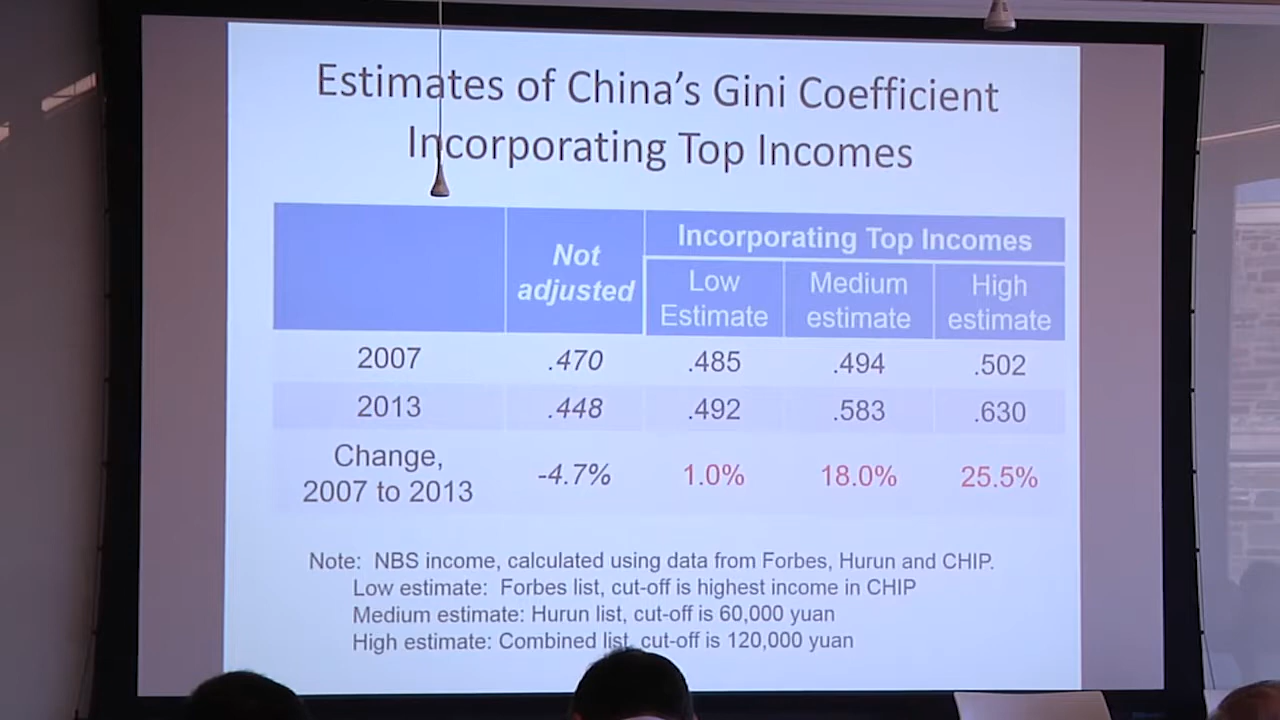 Estimates of China's Gini Coefficient
Incorporating Top Incomes
Not
adjusted
Incorporating Top Incomes
Low
Estimate
Medium
estimate
High
estimate
2007 .470 .485 .494 .502
2013 .448 .492 .583 .630
Change,
2007 to 2013 -4.7% 1.0% 18.0% 25.5%
Note: NBS income, calculated using data from Forbes, Hurun and CHIP.
Low estimate: Forbes list, cut-off is highest income in CHIP
Medium estimate: Hurun list, cut-off is 60,000 yuan
High estimate: Combined list, cut-off is 120,000 yuan